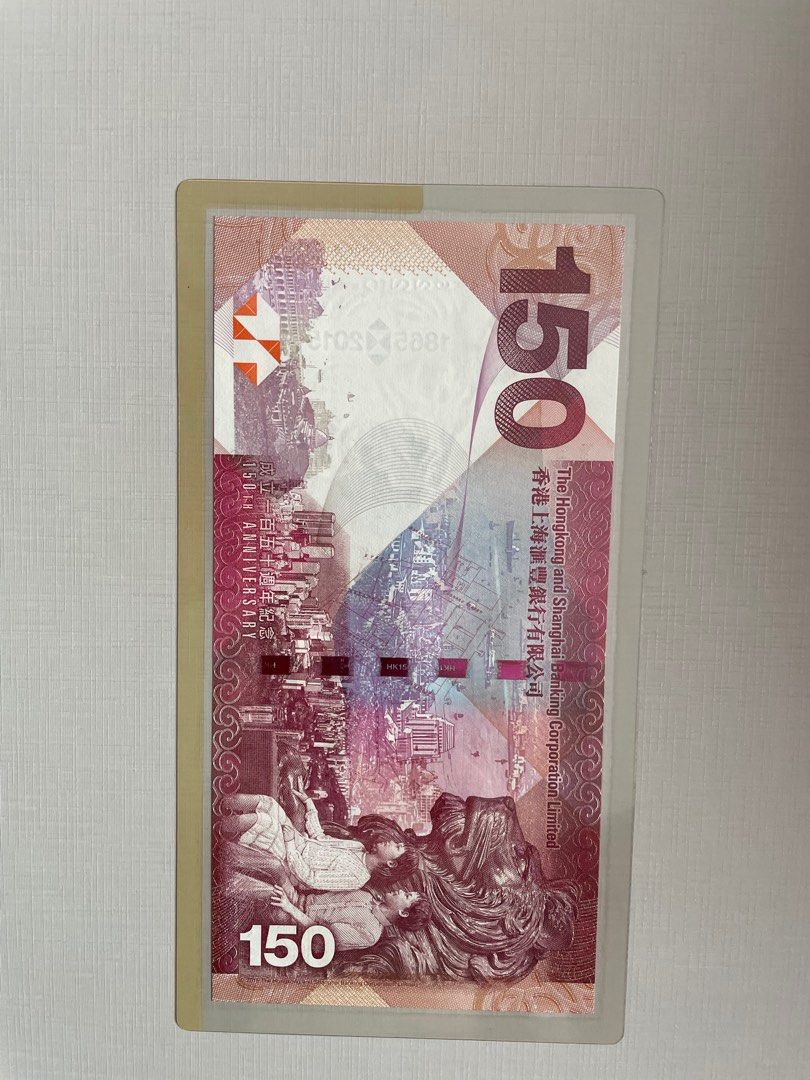 150
The Hongkong and Shanghai Banking Corporation Limited
香港上海滙豐銀行有限公司
1865 2015
成立一百五十週年紀念
150TH ANNIVERSARY
HK15
150